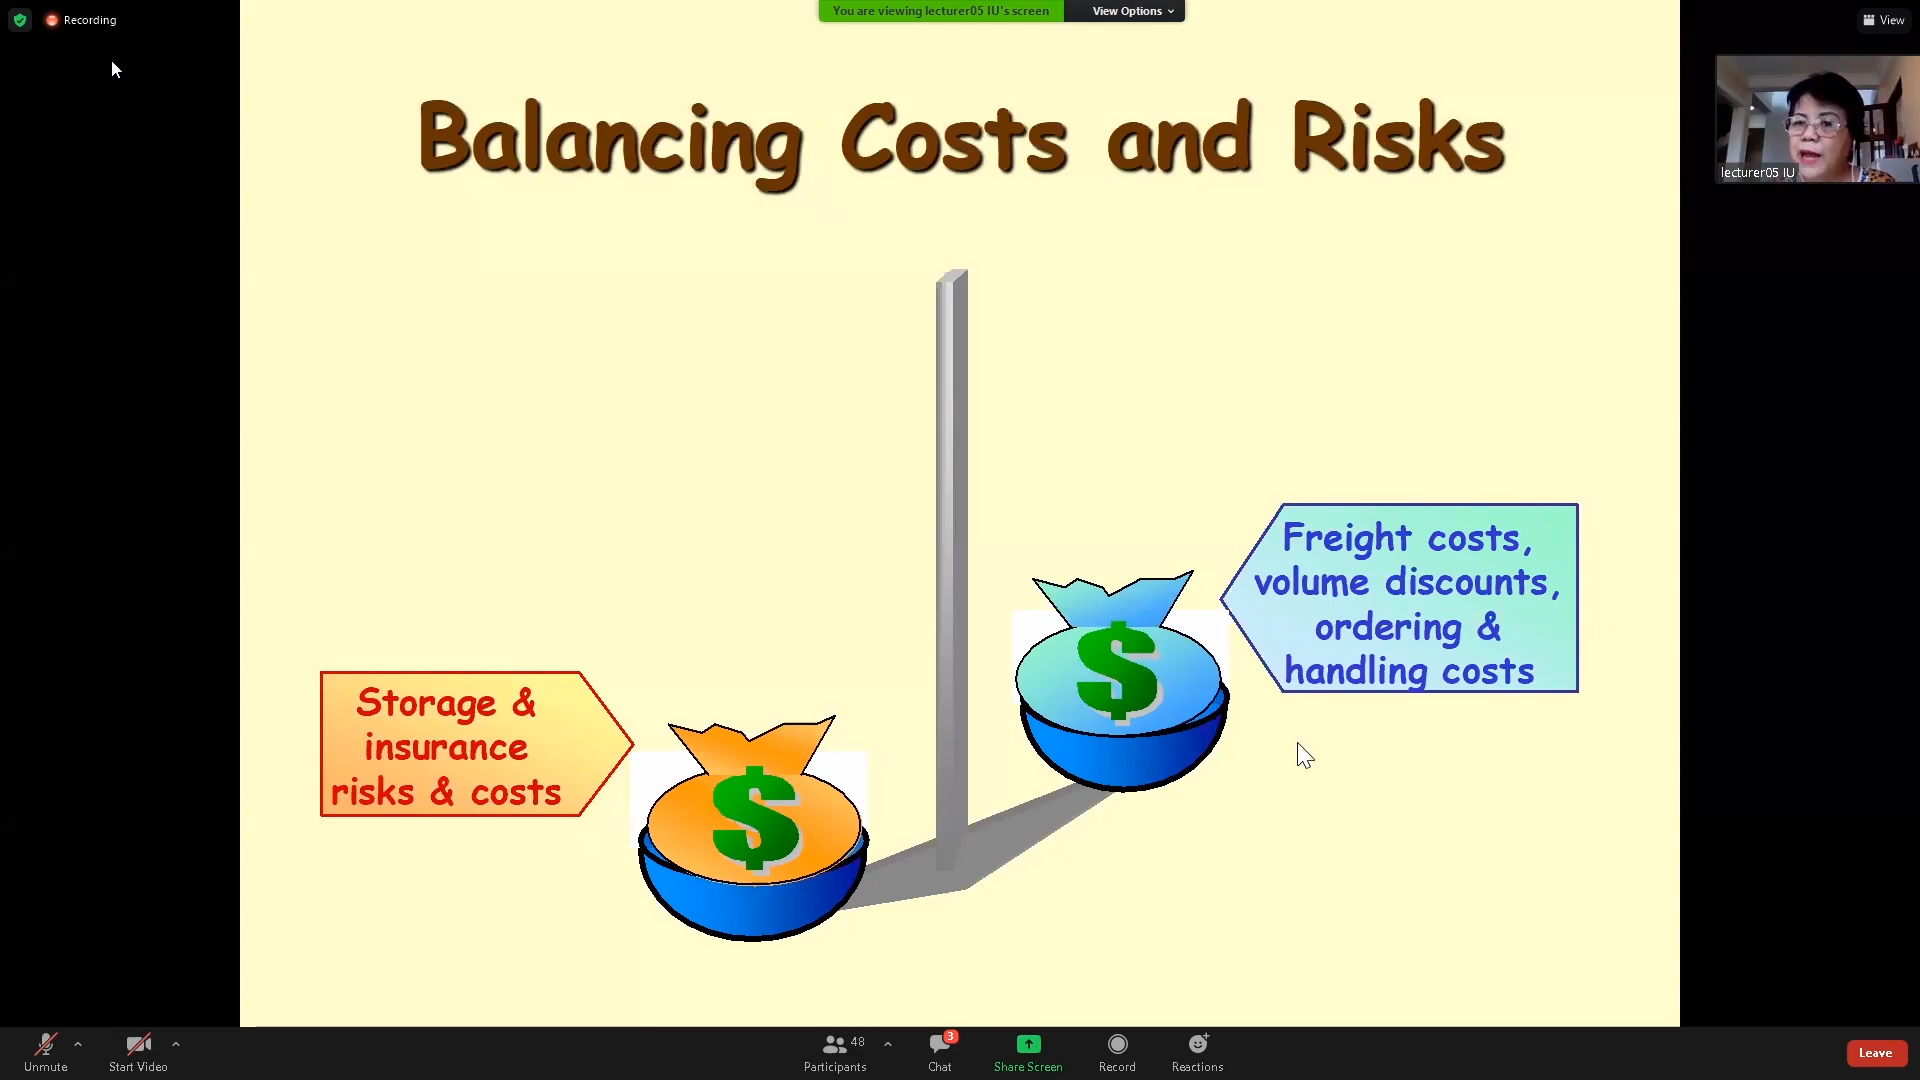 Recording
You are viewing lecturer05 IU's screen
View Options
View
Balancing Costs and Risks
lecturer05 IU
Freight costs,
volume discounts,
ordering &
handling costs
$
Storage &
insurance
risks & costs
$
Unmute
Start Video
48
Participants
3
Chat
Share Screen
Record
Reactions
Leave